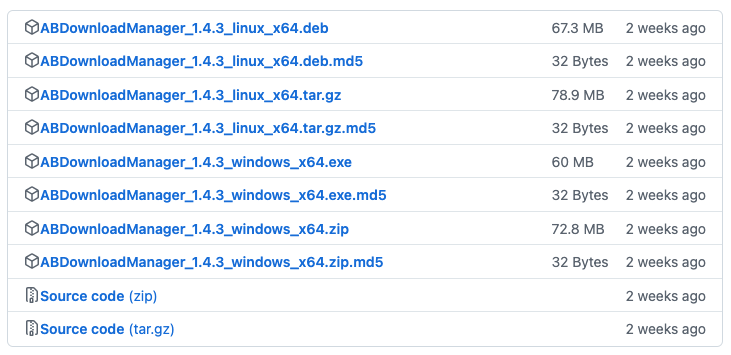 ABDownloadManager_1.4.3_linux_x64.deb 67.3 MB 2 weeks ago
ABDownloadManager_1.4.3_linux_x64.deb.md5 32 Bytes 2 weeks ago
ABDownloadManager_1.4.3_linux_x64.tar.gz 78.9 MB 2 weeks ago
ABDownloadManager_1.4.3_linux_x64.tar.gz.md5 32 Bytes 2 weeks ago
ABDownloadManager_1.4.3_windows_x64.exe 60 MB 2 weeks ago
ABDownloadManager_1.4.3_windows_x64.exe.md5 32 Bytes 2 weeks ago
ABDownloadManager_1.4.3_windows_x64.zip 72.8 MB 2 weeks ago
ABDownloadManager_1.4.3_windows_x64.zip.md5 32 Bytes 2 weeks ago
Source code (zip) 2 weeks ago
Source code (tar.gz) 2 weeks ago